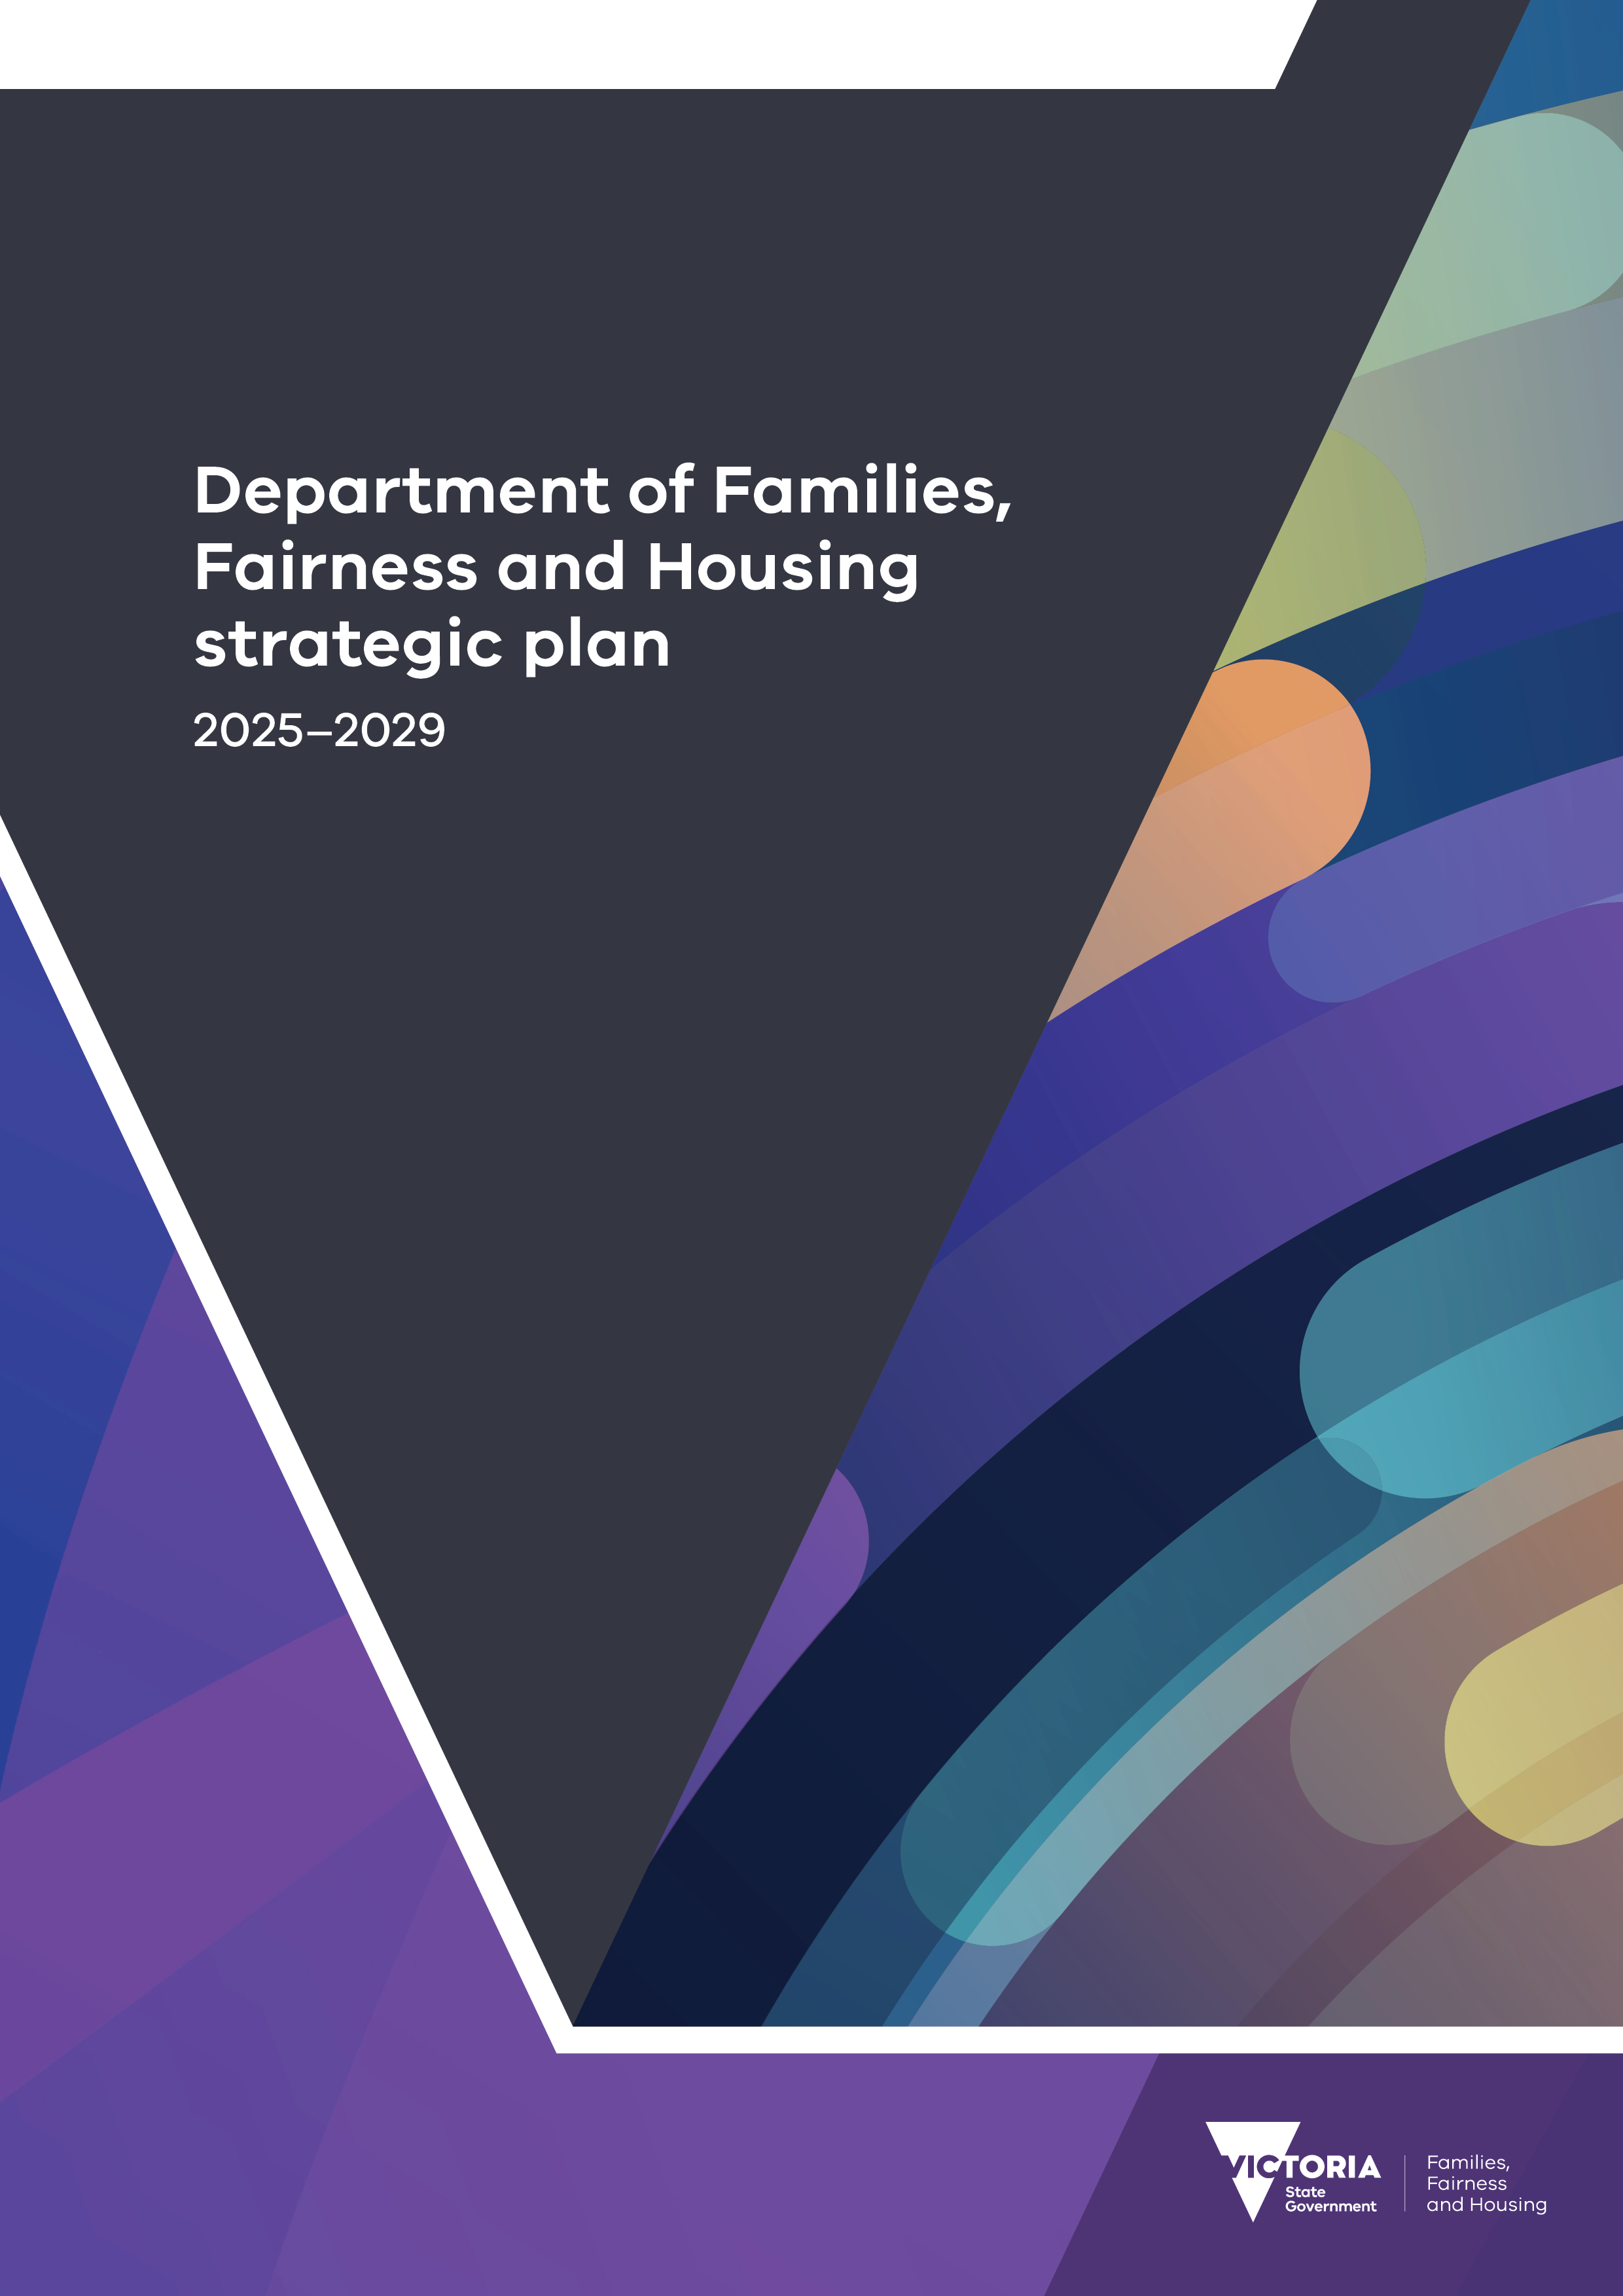 Department of Families,
Fairness and Housing
strategic plan
2025–2029
VICTORIA
State
Government
Families,
Fairness
and Housing